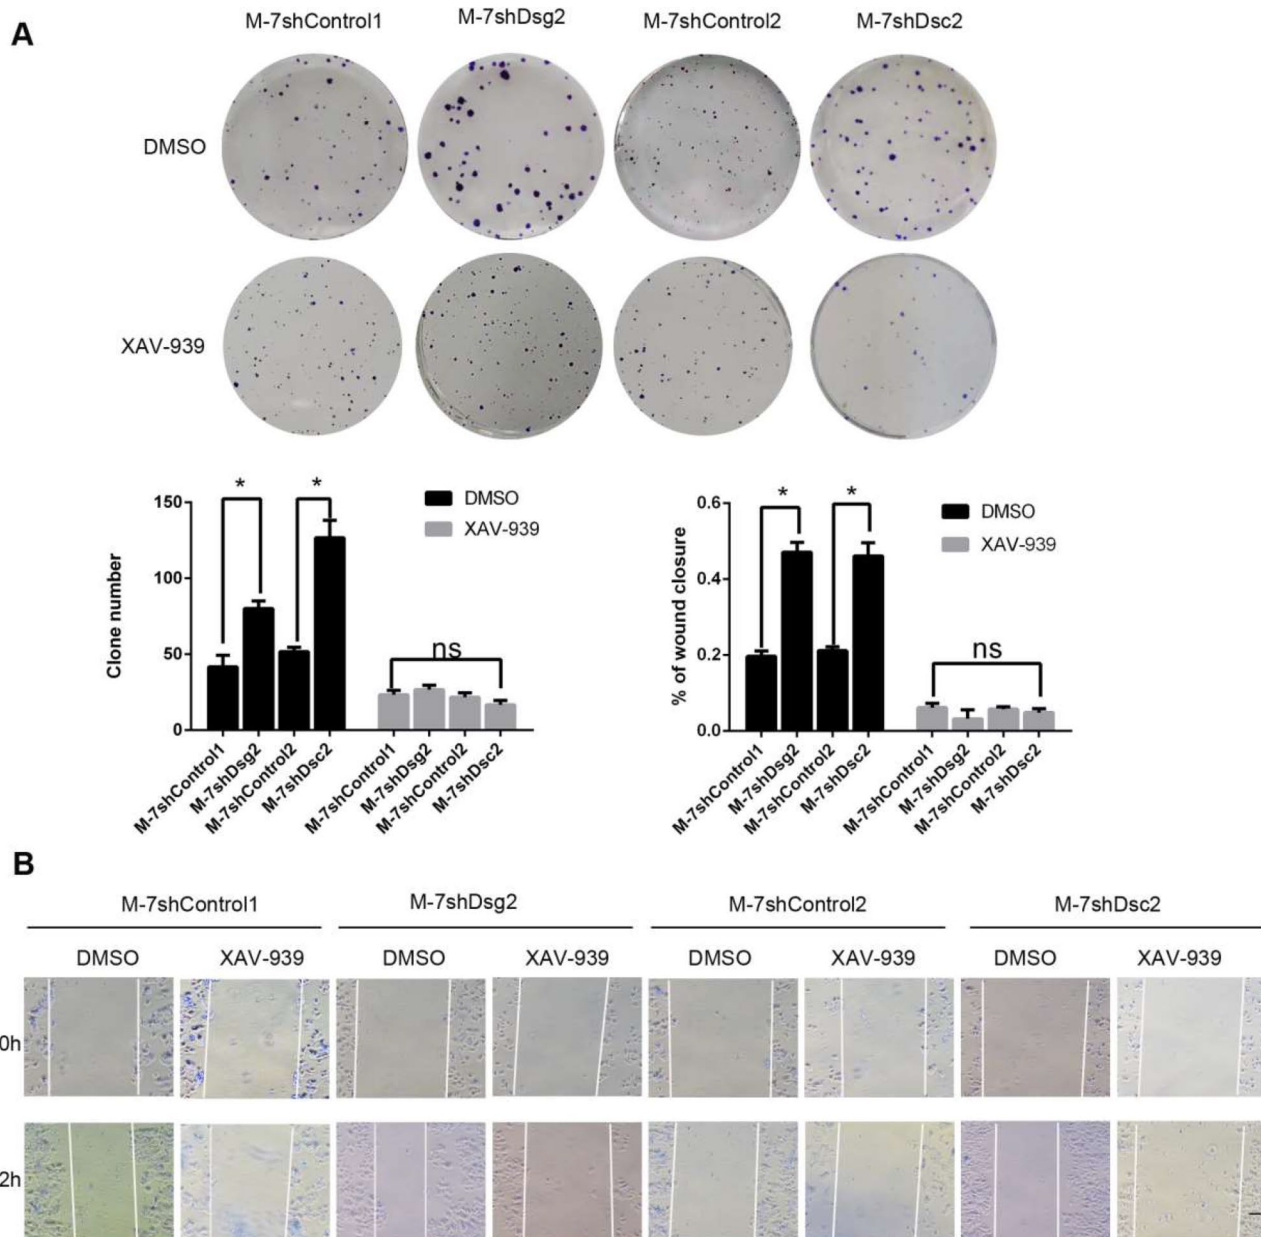 A
M-7shControl1 M-7shDsg2 M-7shControl2 M-7shDsc2
DMSO
XAV-939
150
100
50
0
Clone number
* *
ns
DMSO
XAV-939
M-7shControl1
M-7shDsg2
M-7shControl2
M-7shDsc2
M-7shControl1
M-7shDsg2
M-7shControl2
M-7shDsc2
0.6
0.4
0.2
0.0
% of wound closure
* *
ns
DMSO
XAV-939
M-7shControl1
M-7shDsg2
M-7shControl2
M-7shDsc2
M-7shControl1
M-7shDsg2
M-7shControl2
M-7shDsc2
B
M-7shControl1 M-7shDsg2 M-7shControl2 M-7shDsc2
DMSO XAV-939 DMSO XAV-939 DMSO XAV-939 DMSO XAV-939
0h